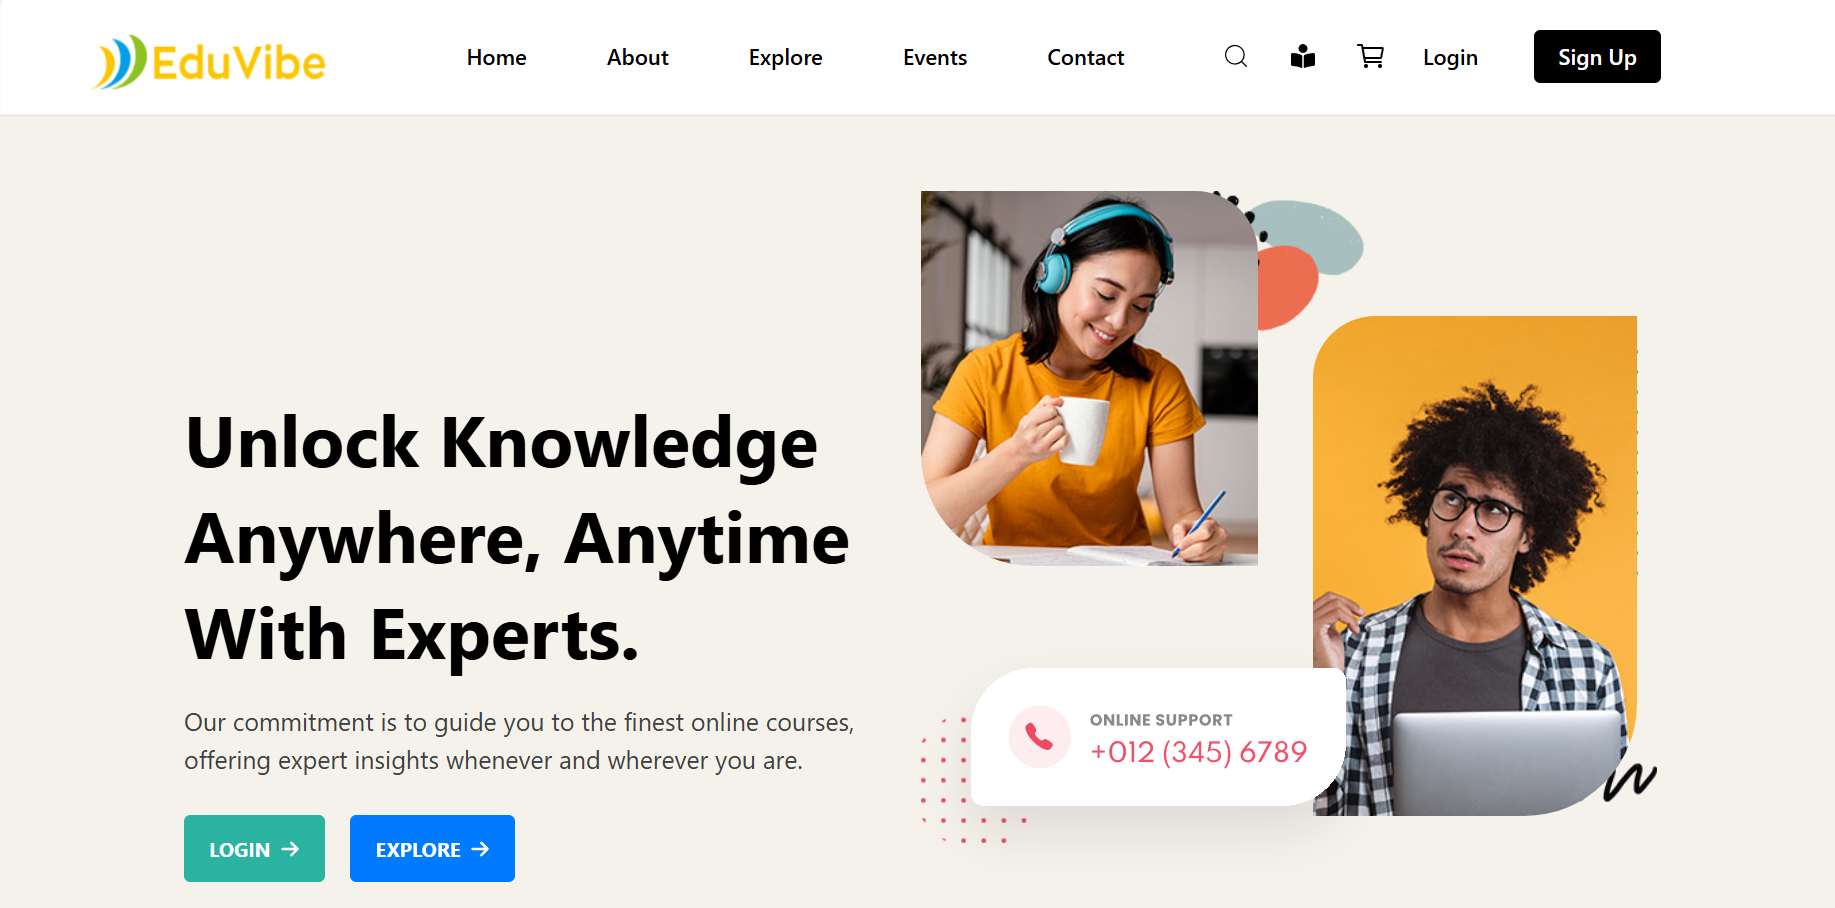 EduVibe
Home About Explore Events Contact Login Sign Up
Unlock Knowledge
Anywhere, Anytime
With Experts.
Our commitment is to guide you to the finest online courses,
offering expert insights whenever and wherever you are.
LOGIN → EXPLORE →
ONLINE SUPPORT
+012 (345) 6789